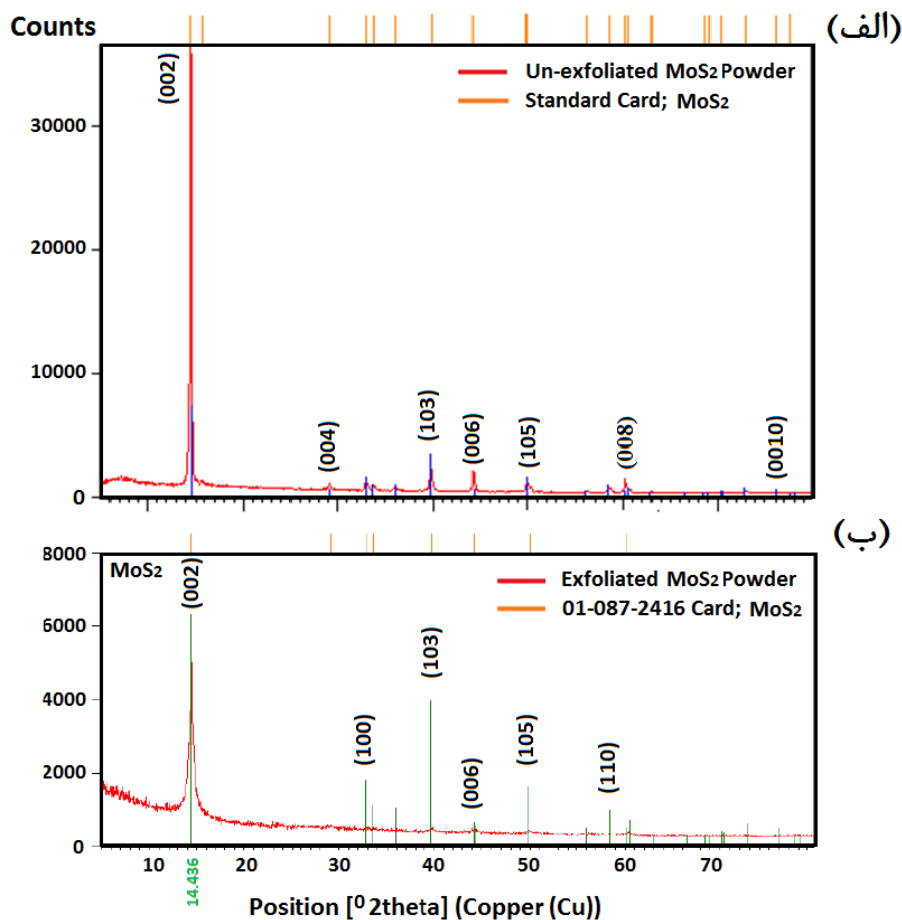 Counts
(الف)
(002)
Un-exfoliated MoS2 Powder
Standard Card; MoS2
30000
20000
10000
0
(004)
(103)
(006)
(105)
(008)
(0010)
(ب)
8000
6000
4000
2000
0
MoS2
(002)
Exfoliated MoS2 Powder
01-087-2416 Card; MoS2
(100)
(103)
(006)
(105)
(110)
10 20 30 40 50 60 70
14.436
Position [⁰ 2theta] (Copper (Cu))